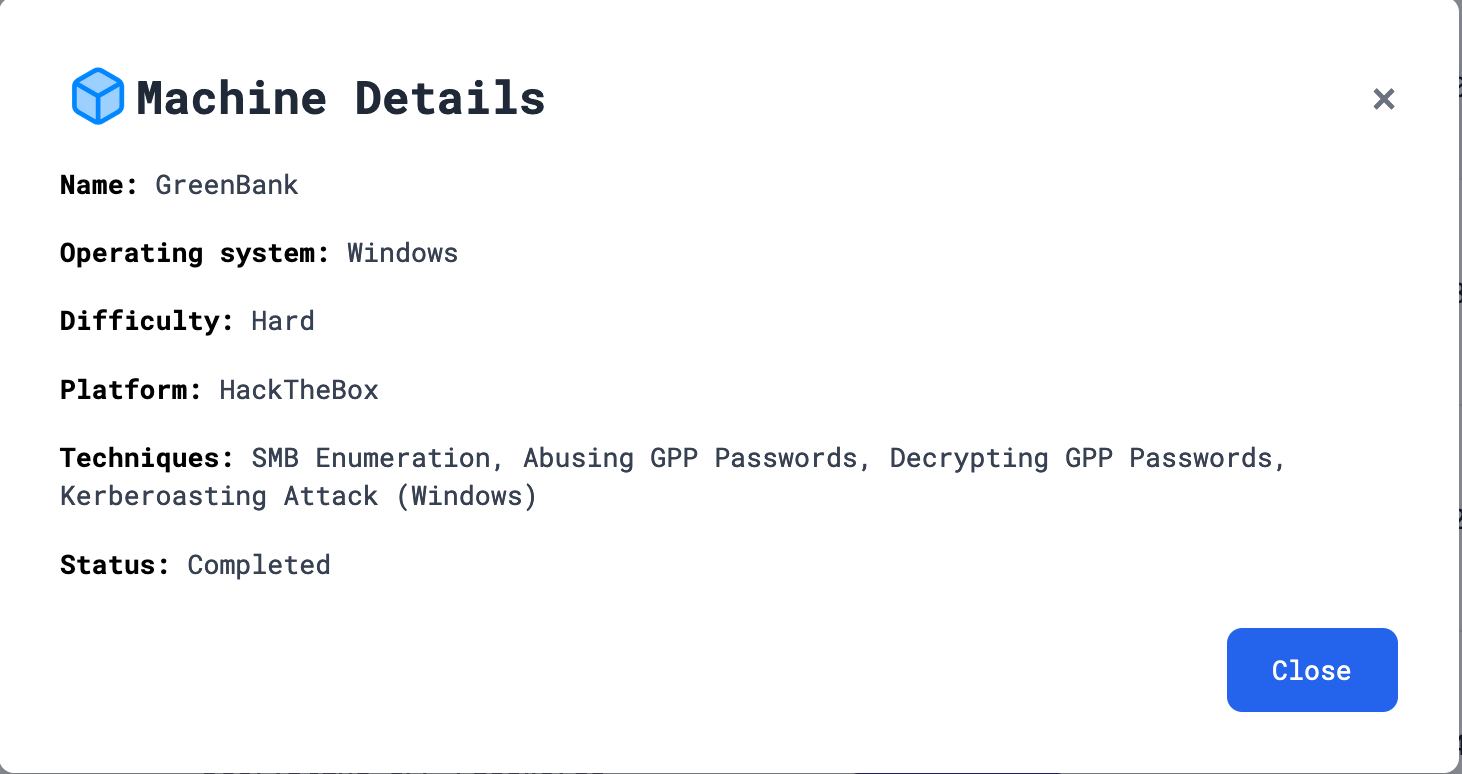 Machine Details
×
Name: GreenBank
Operating system: Windows
Difficulty: Hard
Platform: HackTheBox
Techniques: SMB Enumeration, Abusing GPP Passwords, Decrypting GPP Passwords,
Kerberoasting Attack (Windows)
Status: Completed
Close